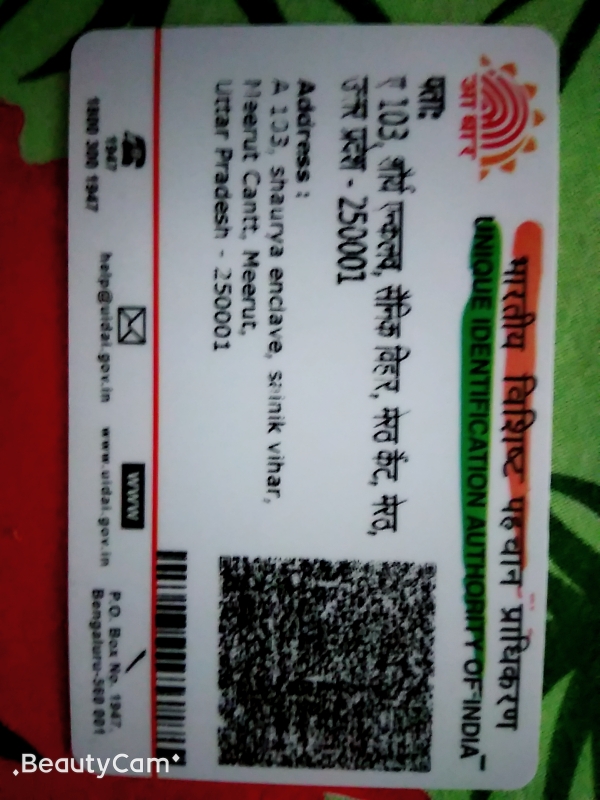 आधार
भारतीय विशिष्ट पहचान प्राधिकरण
UNIQUE IDENTIFICATION AUTHORITY OF INDIA
पताः
ए 103, शौर्य एन्कलेव, सैनिक विहार, मेरठ कैंट, मेरठ,
उत्तर प्रदेश - 250001
Address :
A 103, shaurya enclave, sainik vihar,
Meerut Cantt, Meerut,
Uttar Pradesh - 250001
1947
1800 300 1947
help@uidai.gov.in
www
www.uidai.gov.in
P.O. Box No. 1947,
Bengaluru-560 001
.BeautyCam